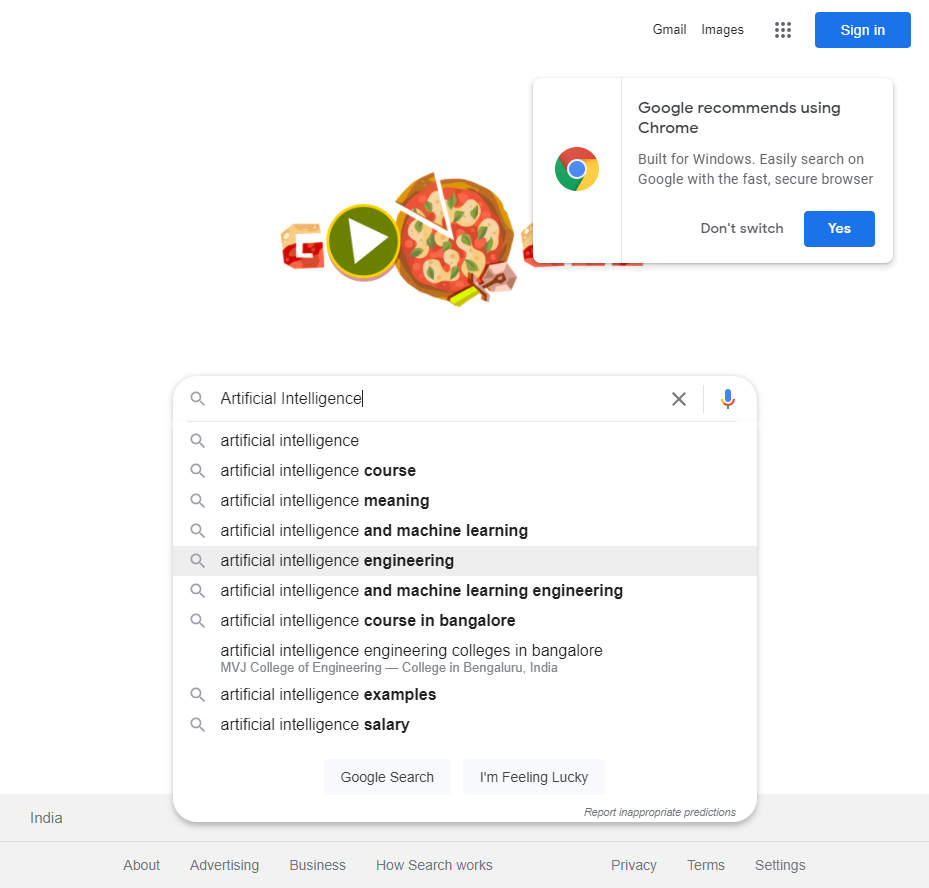 Gmail Images Sign in
Google recommends using
Chrome
Built for Windows. Easily search on
Google with the fast, secure browser
Don't switch Yes
G
Artificial Intelligence
artificial intelligence
artificial intelligence course
artificial intelligence meaning
artificial intelligence and machine learning
artificial intelligence engineering
artificial intelligence and machine learning engineering
artificial intelligence course in bangalore
artificial intelligence engineering colleges in bangalore
MVJ College of Engineering — College in Bengaluru, India
artificial intelligence examples
artificial intelligence salary
Google Search I'm Feeling Lucky
Report inappropriate predictions
India
About Advertising Business How Search works Privacy Terms Settings